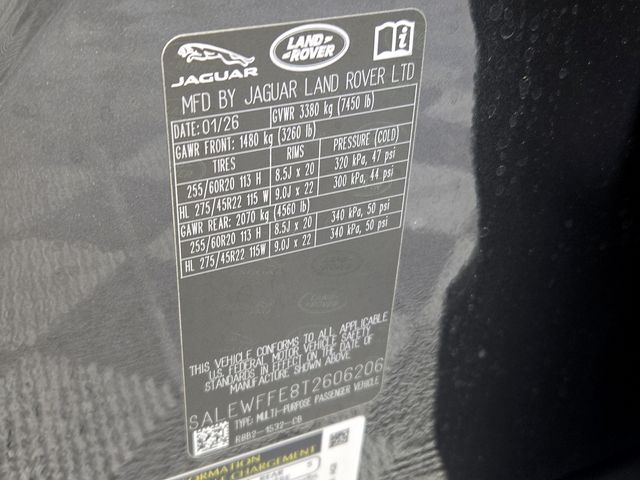 JAGUAR
LAND ROVER
MFD BY JAGUAR LAND ROVER LTD
DATE: 01/26 GVWR 3380 kg (7450 lb)
GAWR FRONT: 1480 kg (3260 lb)
TIRES RIMS PRESSURE (COLD)
255/60R20 113 H 8.5J x 20 320 kPa, 47 psi
HL 275/45R22 115 W 9.0J x 22 300 kPa, 44 psi
GAWR REAR: 2070 kg (4560 lb)
255/60R20 113 H 8.5J x 20 340 kPa, 50 psi
HL 275/45R22 115W 9.0J x 22 340 kPa, 50 psi
THIS VEHICLE CONFORMS TO ALL APPLICABLE
U.S. FEDERAL MOTOR VEHICLE SAFETY
STANDARDS IN EFFECT ON THE DATE OF
MANUFACTURE SHOWN ABOVE.
SALEWFFE8T2606206
TYPE: MULTI-PURPOSE PASSENGER VEHICLE
RBB2-1532-CB